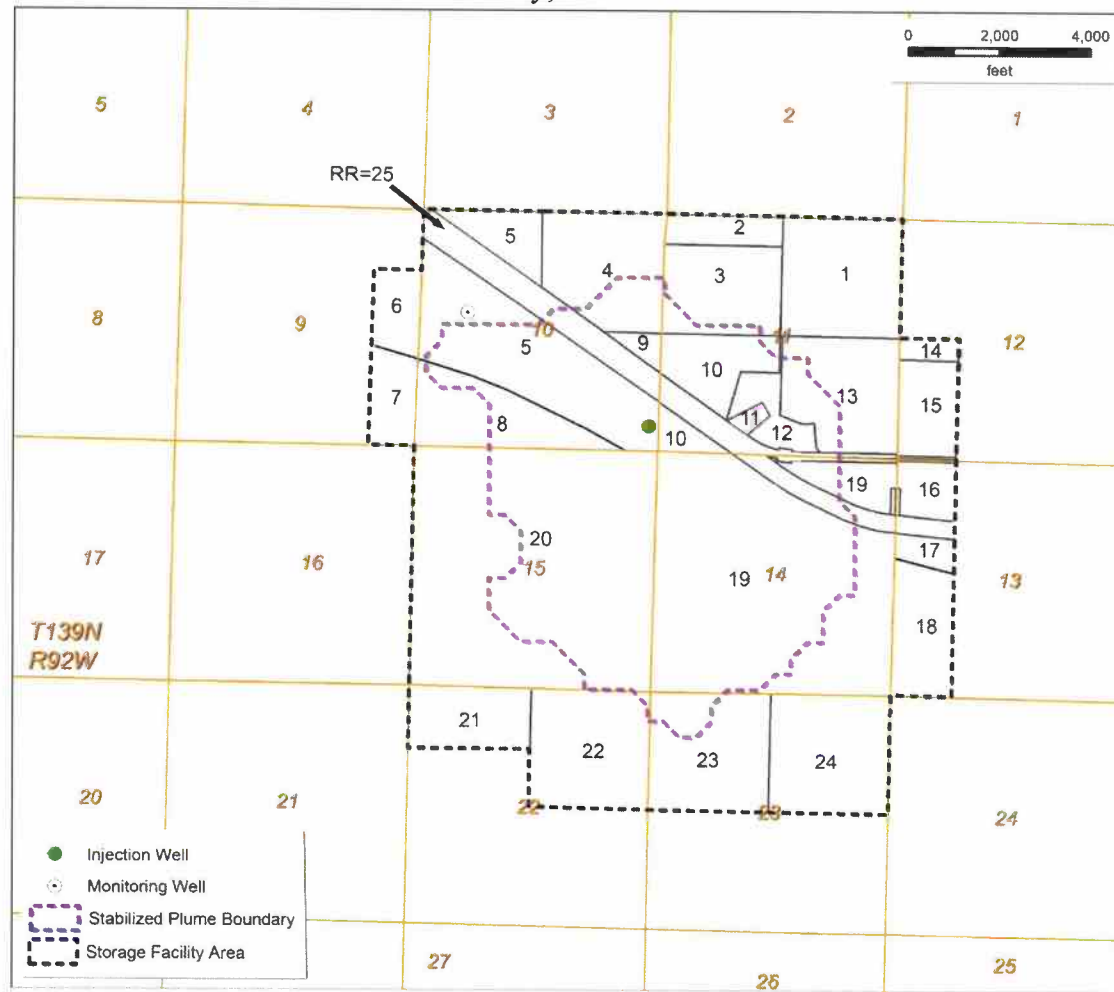 y,
0 2,000 4,000
feet
5 4 3 2 1
RR=25
5 2
4 3 1
8 9 6 10 11 12
5 9 10 14
7 13 15
8 10 11 12
19 16
17
17 16 20 15 19 14 13
18
T139N
R92W
21 22 23 24
20 21 22 23 24
Injection Well
Monitoring Well
Stabilized Plume Boundary
Storage Facility Area
27 26 25